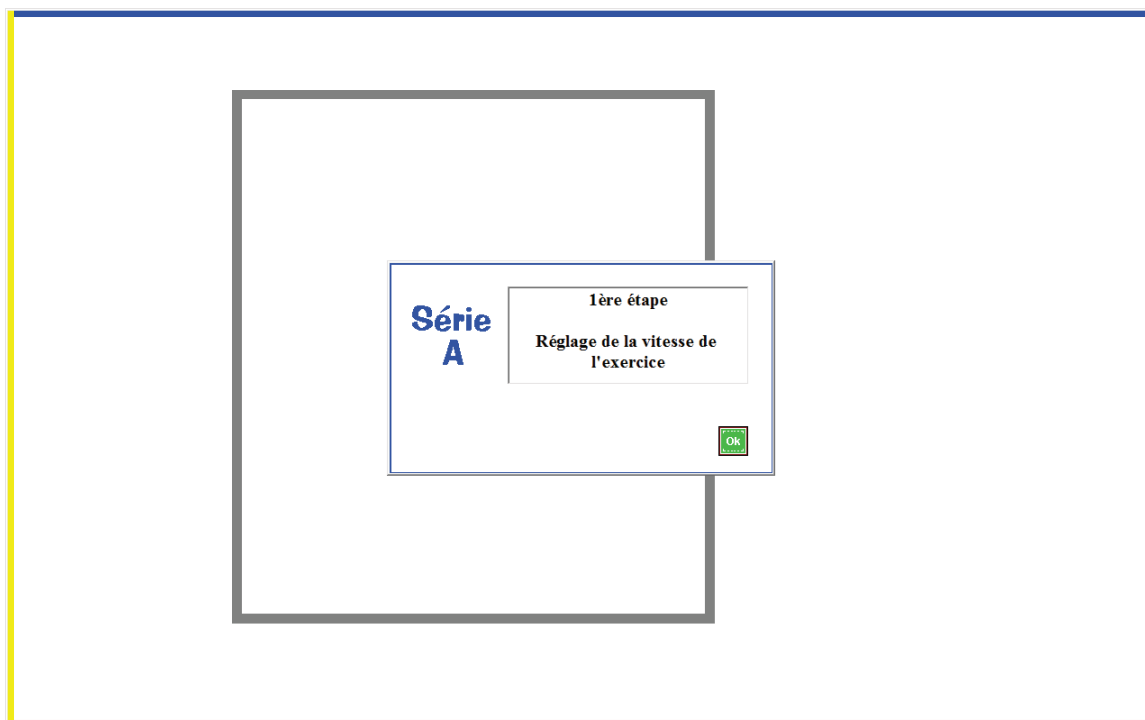 Série
A
1ère étape
Réglage de la vitesse de
l'exercice
Ok